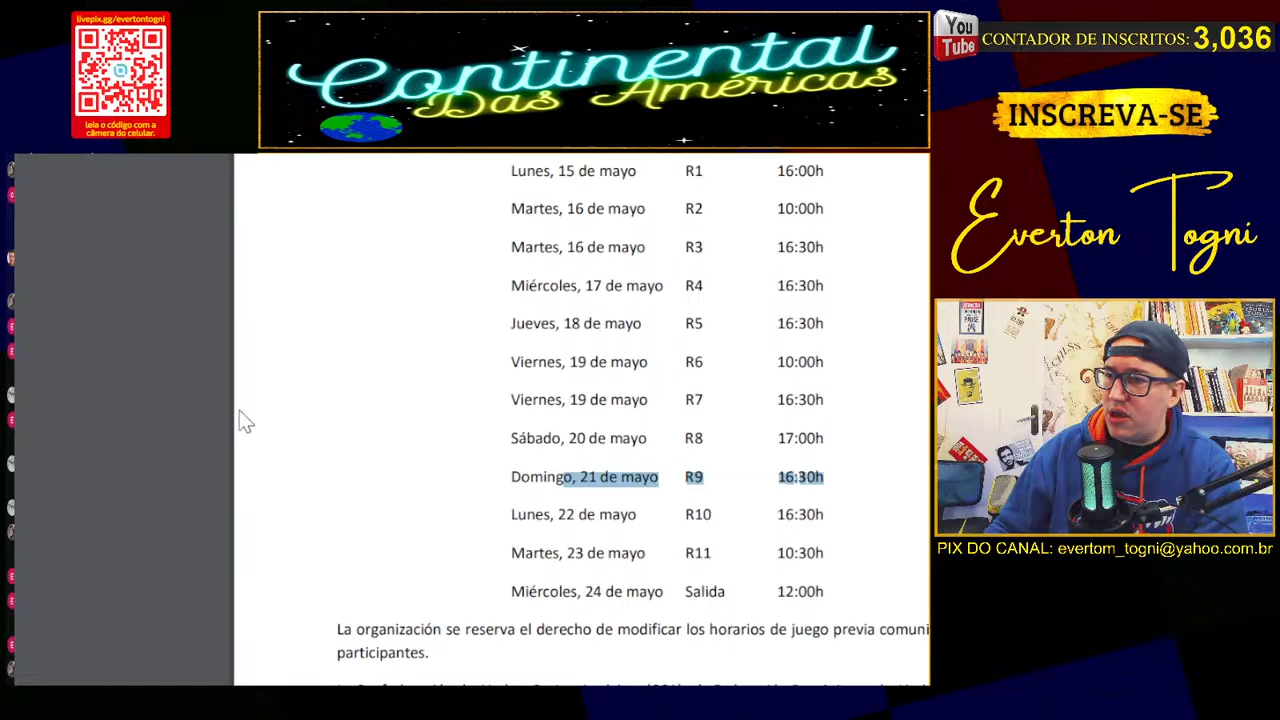 livepix.gg/evertontogni
leia o código com a
câmera do celular.
Continental
Das Américas
You
Tube
CONTADOR DE INSCRITOS: 3,036
INSCREVA-SE
Everton Togni
Lunes, 15 de mayo R1 16:00h
Martes, 16 de mayo R2 10:00h
Martes, 16 de mayo R3 16:30h
Miércoles, 17 de mayo R4 16:30h
Jueves, 18 de mayo R5 16:30h
Viernes, 19 de mayo R6 10:00h
Viernes, 19 de mayo R7 16:30h
Sábado, 20 de mayo R8 17:00h
Domingo, 21 de mayo R9 16:30h
Lunes, 22 de mayo R10 16:30h
Martes, 23 de mayo R11 10:30h
Miércoles, 24 de mayo Salida 12:00h
La organización se reserva el derecho de modificar los horarios de juego previa comuni
participantes.
CHESS
PIX DO CANAL: evertom_togni@yahoo.com.br